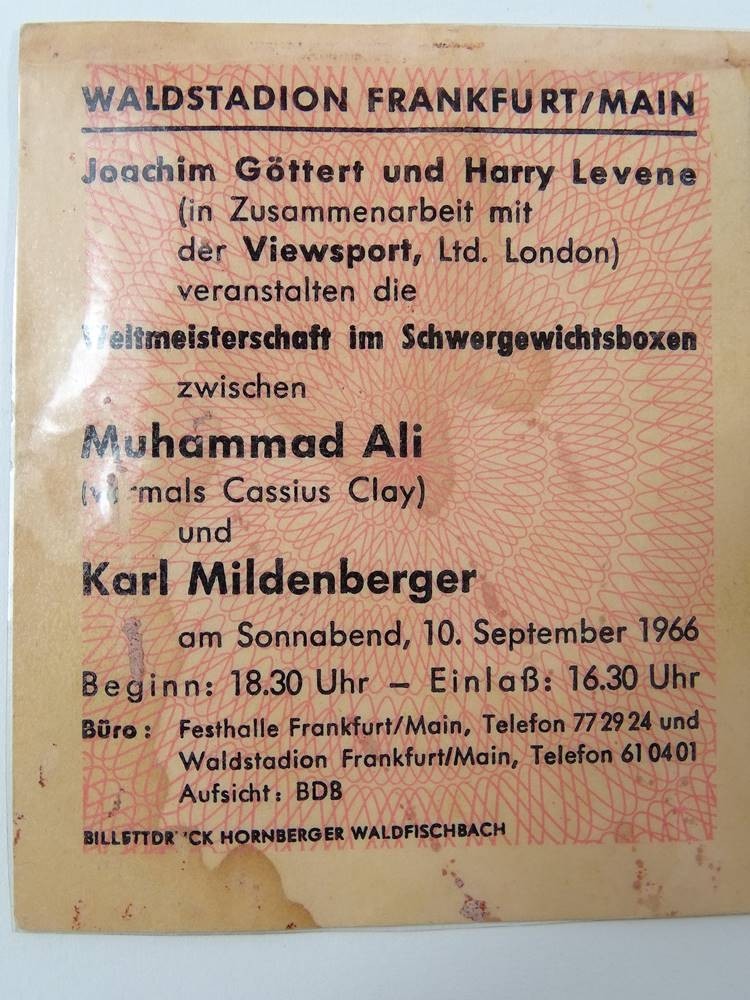 WALDSTADION FRANKFURT/MAIN
Joachim Göttert und Harry Levene
(in Zusammenarbeit mit
der Viewsport, Ltd. London)
veranstalten die
Weltmeisterschaft im Schwergewichtsboxen
zwischen
Muhammad Ali
(vormals Cassius Clay)
und
Karl Mildenberger
am Sonnabend, 10. September 1966
Beginn: 18.30 Uhr – Einlaß: 16.30 Uhr
Büro: Festhalle Frankfurt/Main, Telefon 77 29 24 und
Waldstadion Frankfurt/Main, Telefon 61 04 01
Aufsicht: BDB
BILLETTDRUCK HORNBERGER WALDFISCHBACH